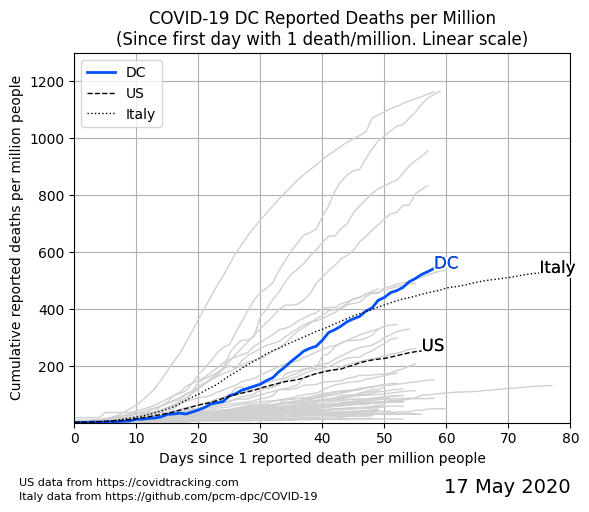 COVID-19 DC Reported Deaths per Million
(Since first day with 1 death/million. Linear scale)
Cumulative reported deaths per million people
1200
1000
800
600
400
200
DC
US
Italy
DC
Italy
US
0 10 20 30 40 50 60 70 80
Days since 1 reported death per million people
US data from https://covidtracking.com
Italy data from https://github.com/pcm-dpc/COVID-19
17 May 2020